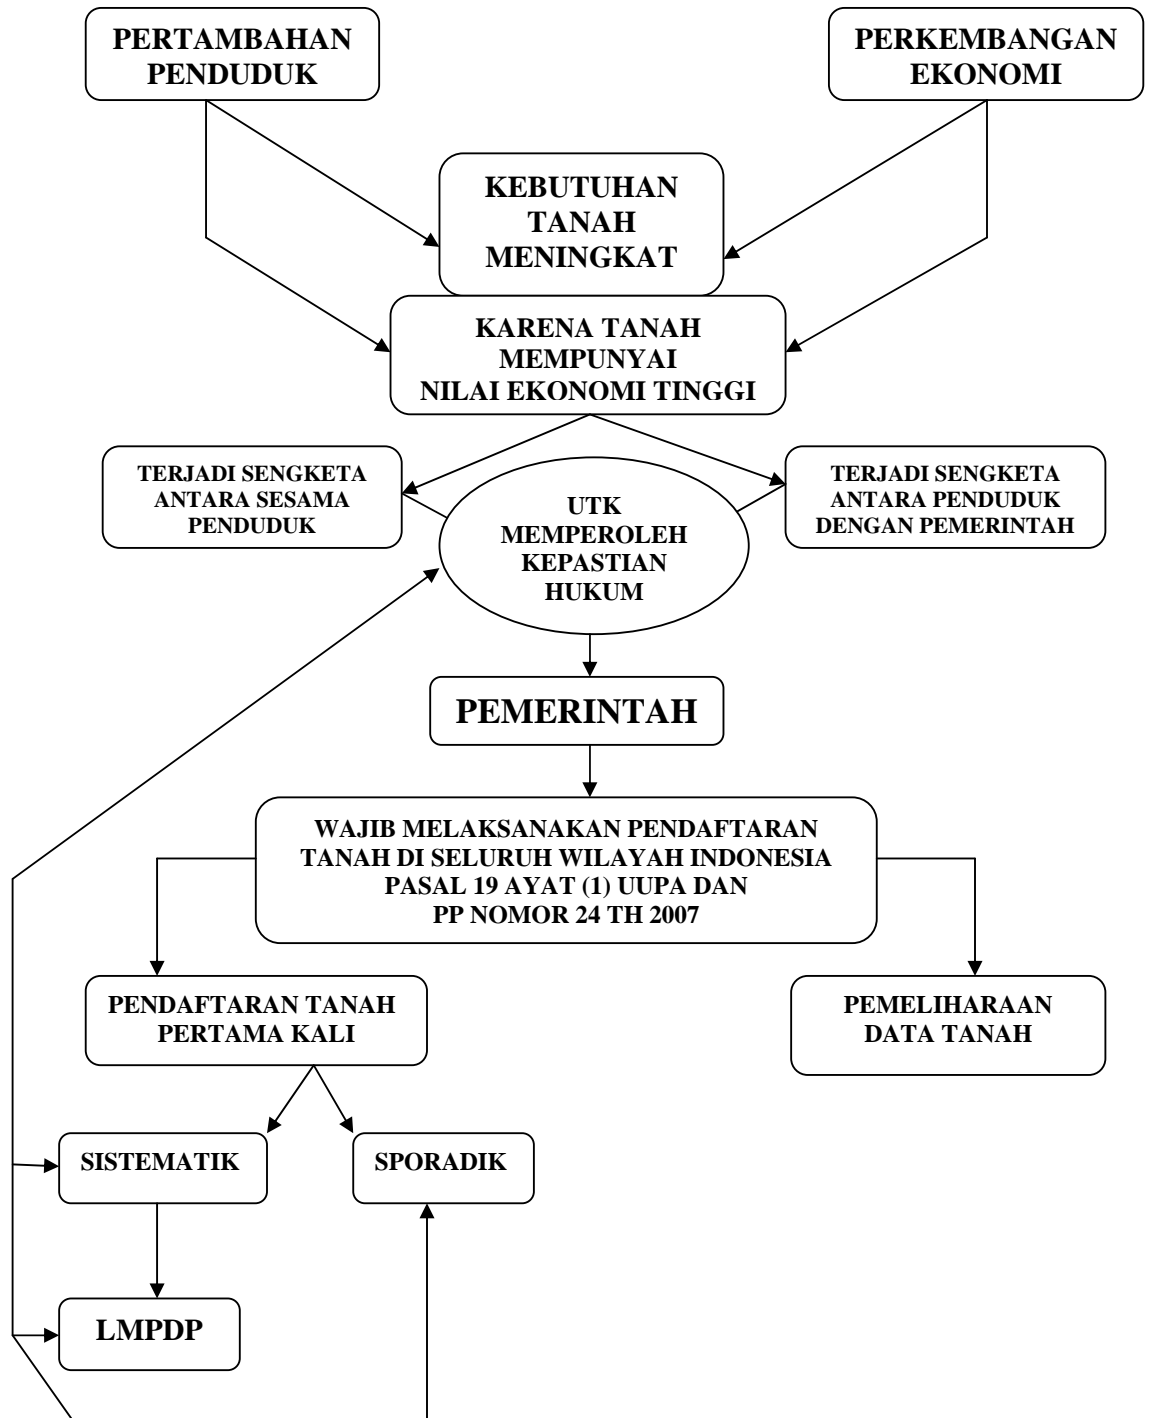 PERTAMBAHAN
PENDUDUK
PERKEMBANGAN
EKONOMI
KEBUTUHAN
TANAH
MENINGKAT
KARENA TANAH
MEMPUNYAI
NILAI EKONOMI TINGGI
TERJADI SENGKETA
ANTARA SESAMA
PENDUDUK
UTK
MEMPEROLEH
KEPASTIAN
HUKUM
TERJADI SENGKETA
ANTARA PENDUDUK
DENGAN PEMERINTAH
PEMERINTAH
WAJIB MELAKSANAKAN PENDAFTARAN
TANAH DI SELURUH WILAYAH INDONESIA
PASAL 19 AYAT (1) UUPA DAN
PP NOMOR 24 TH 2007
PENDAFTARAN TANAH
PERTAMA KALI
PEMELIHARAAN
DATA TANAH
SISTEMATIK
SPORADIK
LMPDP